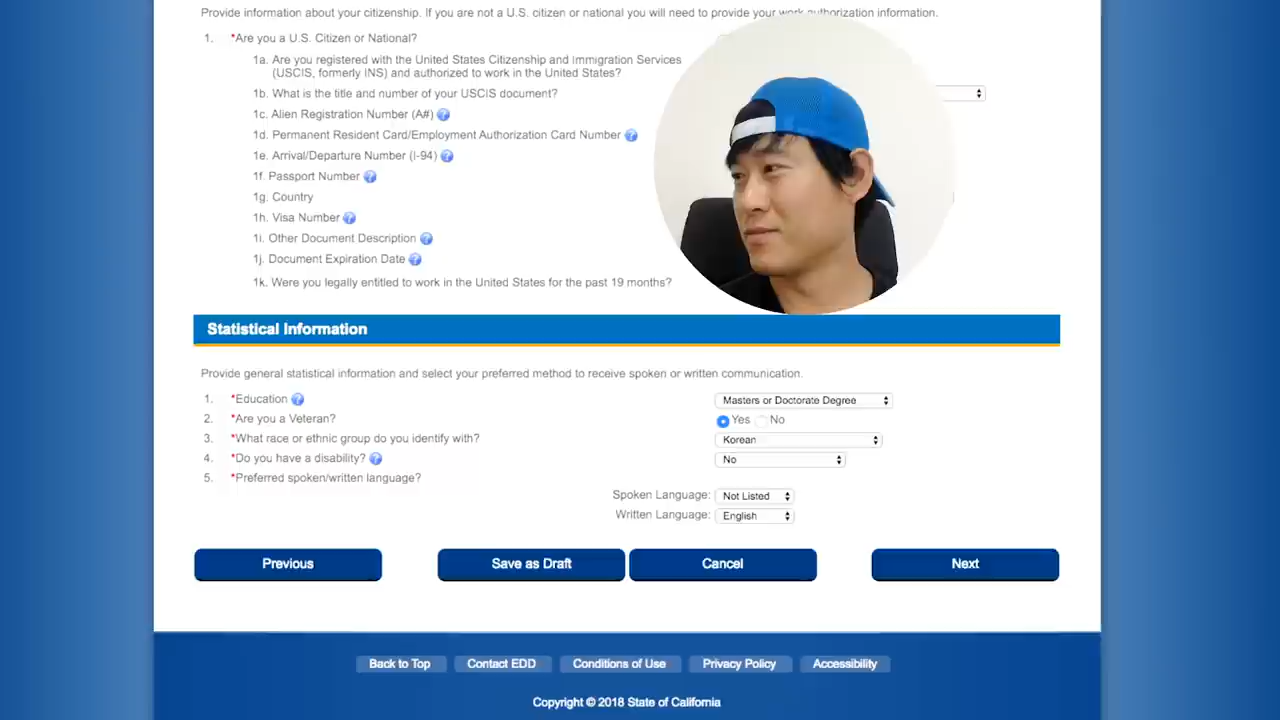 Provide information about your citizenship. If you are not a U.S. citizen or national you will need to provide your work authorization information.
1. *Are you a U.S. Citizen or National?
1a. Are you registered with the United States Citizenship and Immigration Services
(USCIS, formerly INS) and authorized to work in the United States?
1b. What is the title and number of your USCIS document?
1c. Alien Registration Number (A#) ?
1d. Permanent Resident Card/Employment Authorization Card Number ?
1e. Arrival/Departure Number (I-94) ?
1f. Passport Number ?
1g. Country
1h. Visa Number ?
1i. Other Document Description ?
1j. Document Expiration Date ?
1k. Were you legally entitled to work in the United States for the past 19 months?
Statistical Information
Provide general statistical information and select your preferred method to receive spoken or written communication.
1. *Education ? Masters or Doctorate Degree
2. *Are you a Veteran? Yes No
3. *What race or ethnic group do you identify with? Korean
4. *Do you have a disability? ? No
5. *Preferred spoken/written language?
Spoken Language: Not Listed
Written Language: English
Previous Save as Draft Cancel Next
Back to Top Contact EDD Conditions of Use Privacy Policy Accessibility
Copyright © 2018 State of California